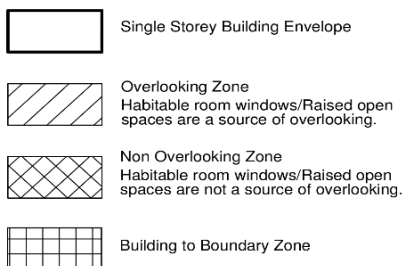 Single Storey Building Envelope
Overlooking Zone
Habitable room windows/Raised open
spaces are a source of overlooking.
Non Overlooking Zone
Habitable room windows/Raised open
spaces are not a source of overlooking.
Building to Boundary Zone